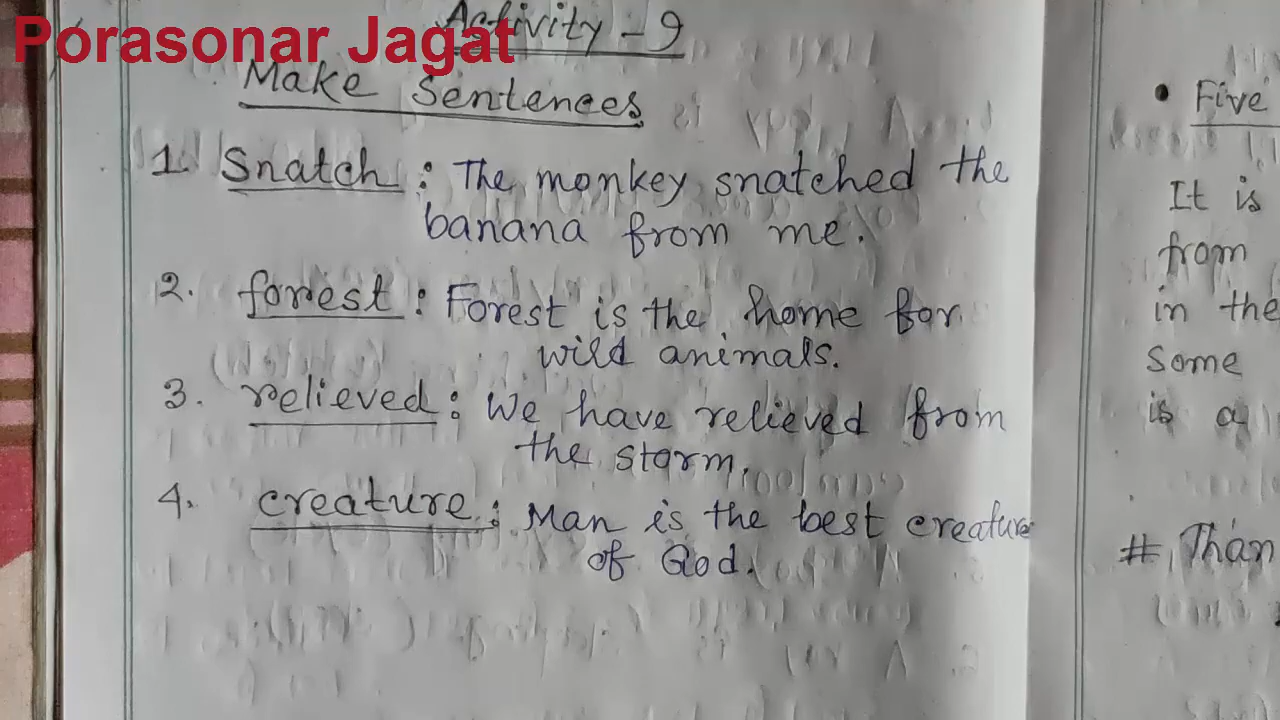 Porasonar Jagat
Activity - 9
Make Sentences
1. Snatch : The monkey snatched the
banana from me.
2. forest : Forest is the home for
wild animals.
3. relieved : We have relieved from
the storm.
4. creature : Man is the best creature
of God.
• Five
It is
from
in the
Some
is a
# Than